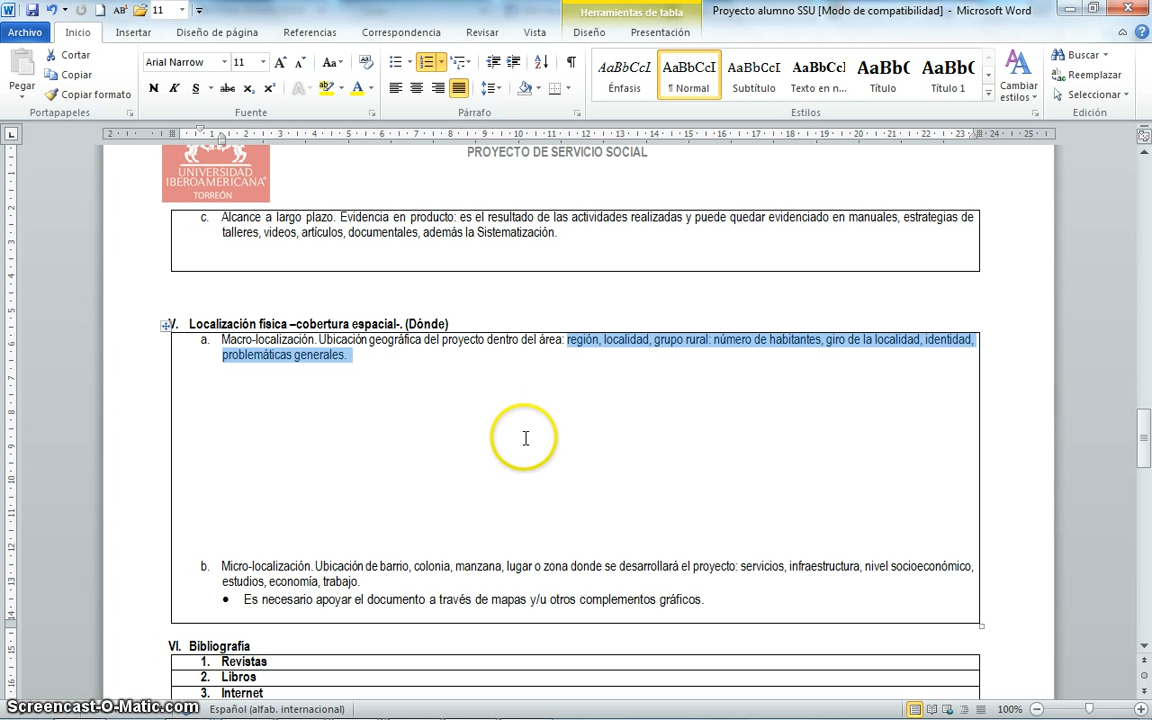 Herramientas de tabla
Proyecto alumno SSU [Modo de compatibilidad] - Microsoft Word
Archivo Inicio Insertar Diseño de página Referencias Correspondencia Revisar Vista Diseño Presentación
Cortar
Copiar
Copiar formato
Pegar
Portapapeles
Arial Narrow 11
Fuente
Párrafo
AaBbCcI AaBbCcI AaBbCcI AaBbCcI AaBb( AaBbC
Énfasis ¶ Normal Subtítulo Texto en n... Título Título 1
Cambiar estilos
Estilos
Buscar
Reemplazar
Seleccionar
Edición
UNIVERSIDAD
IBEROAMERICANA
TORREÓN
PROYECTO DE SERVICIO SOCIAL
c. Alcance a largo plazo. Evidencia en producto: es el resultado de las actividades realizadas y puede quedar evidenciado en manuales, estrategias de
talleres, videos, artículos, documentales, además la Sistematización.
V. Localización física –cobertura espacial-. (Dónde)
a. Macro-localización. Ubicación geográfica del proyecto dentro del área: región, localidad, grupo rural: número de habitantes, giro de la localidad, identidad,
problemáticas generales.
b. Micro-localización. Ubicación de barrio, colonia, manzana, lugar o zona donde se desarrollará el proyecto: servicios, infraestructura, nivel socioeconómico,
estudios, economía, trabajo.
• Es necesario apoyar el documento a través de mapas y/u otros complementos gráficos.
VI. Bibliografía
1. Revistas
2. Libros
3. Internet
Screencast-O-Matic.com
Español (alfab. internacional)
100%